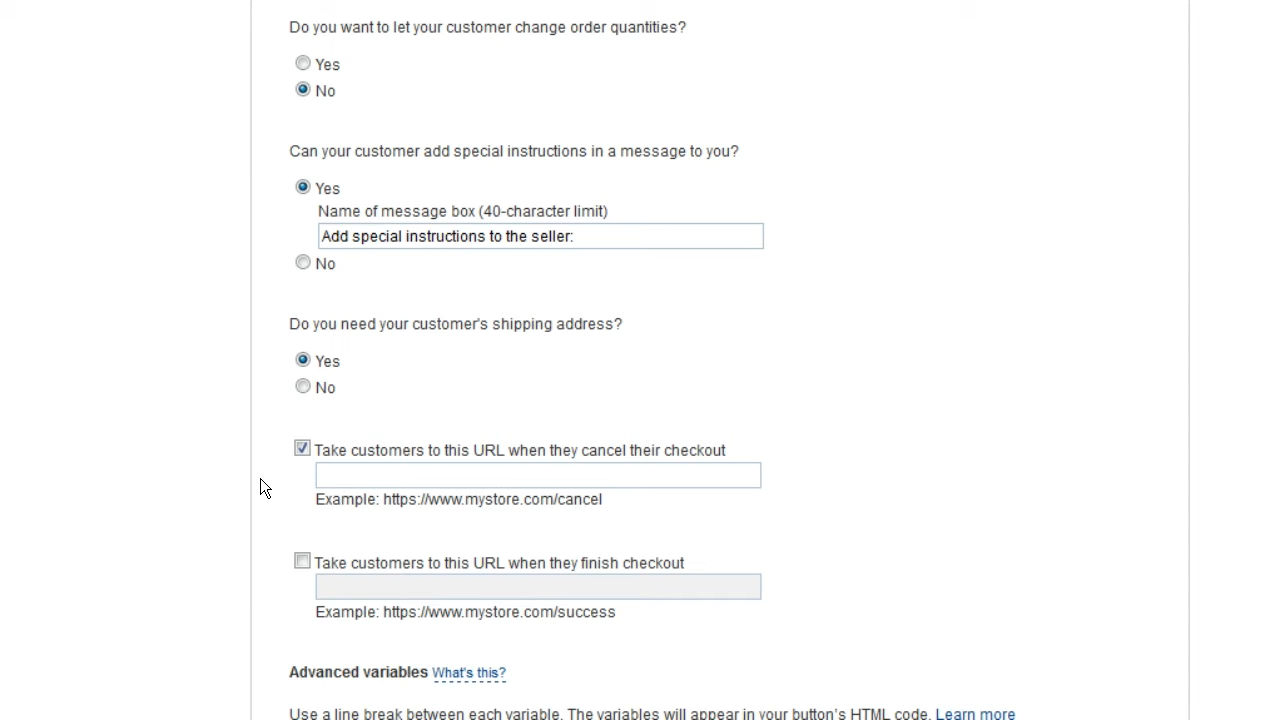 Do you want to let your customer change order quantities?
Yes
No
Can your customer add special instructions in a message to you?
Yes
Name of message box (40-character limit)
Add special instructions to the seller:
No
Do you need your customer's shipping address?
Yes
No
Take customers to this URL when they cancel their checkout
Example: https://www.mystore.com/cancel
Take customers to this URL when they finish checkout
Example: https://www.mystore.com/success
Advanced variables What's this?
Use a line break between each variable. The variables will appear in your button's HTML code. Learn more